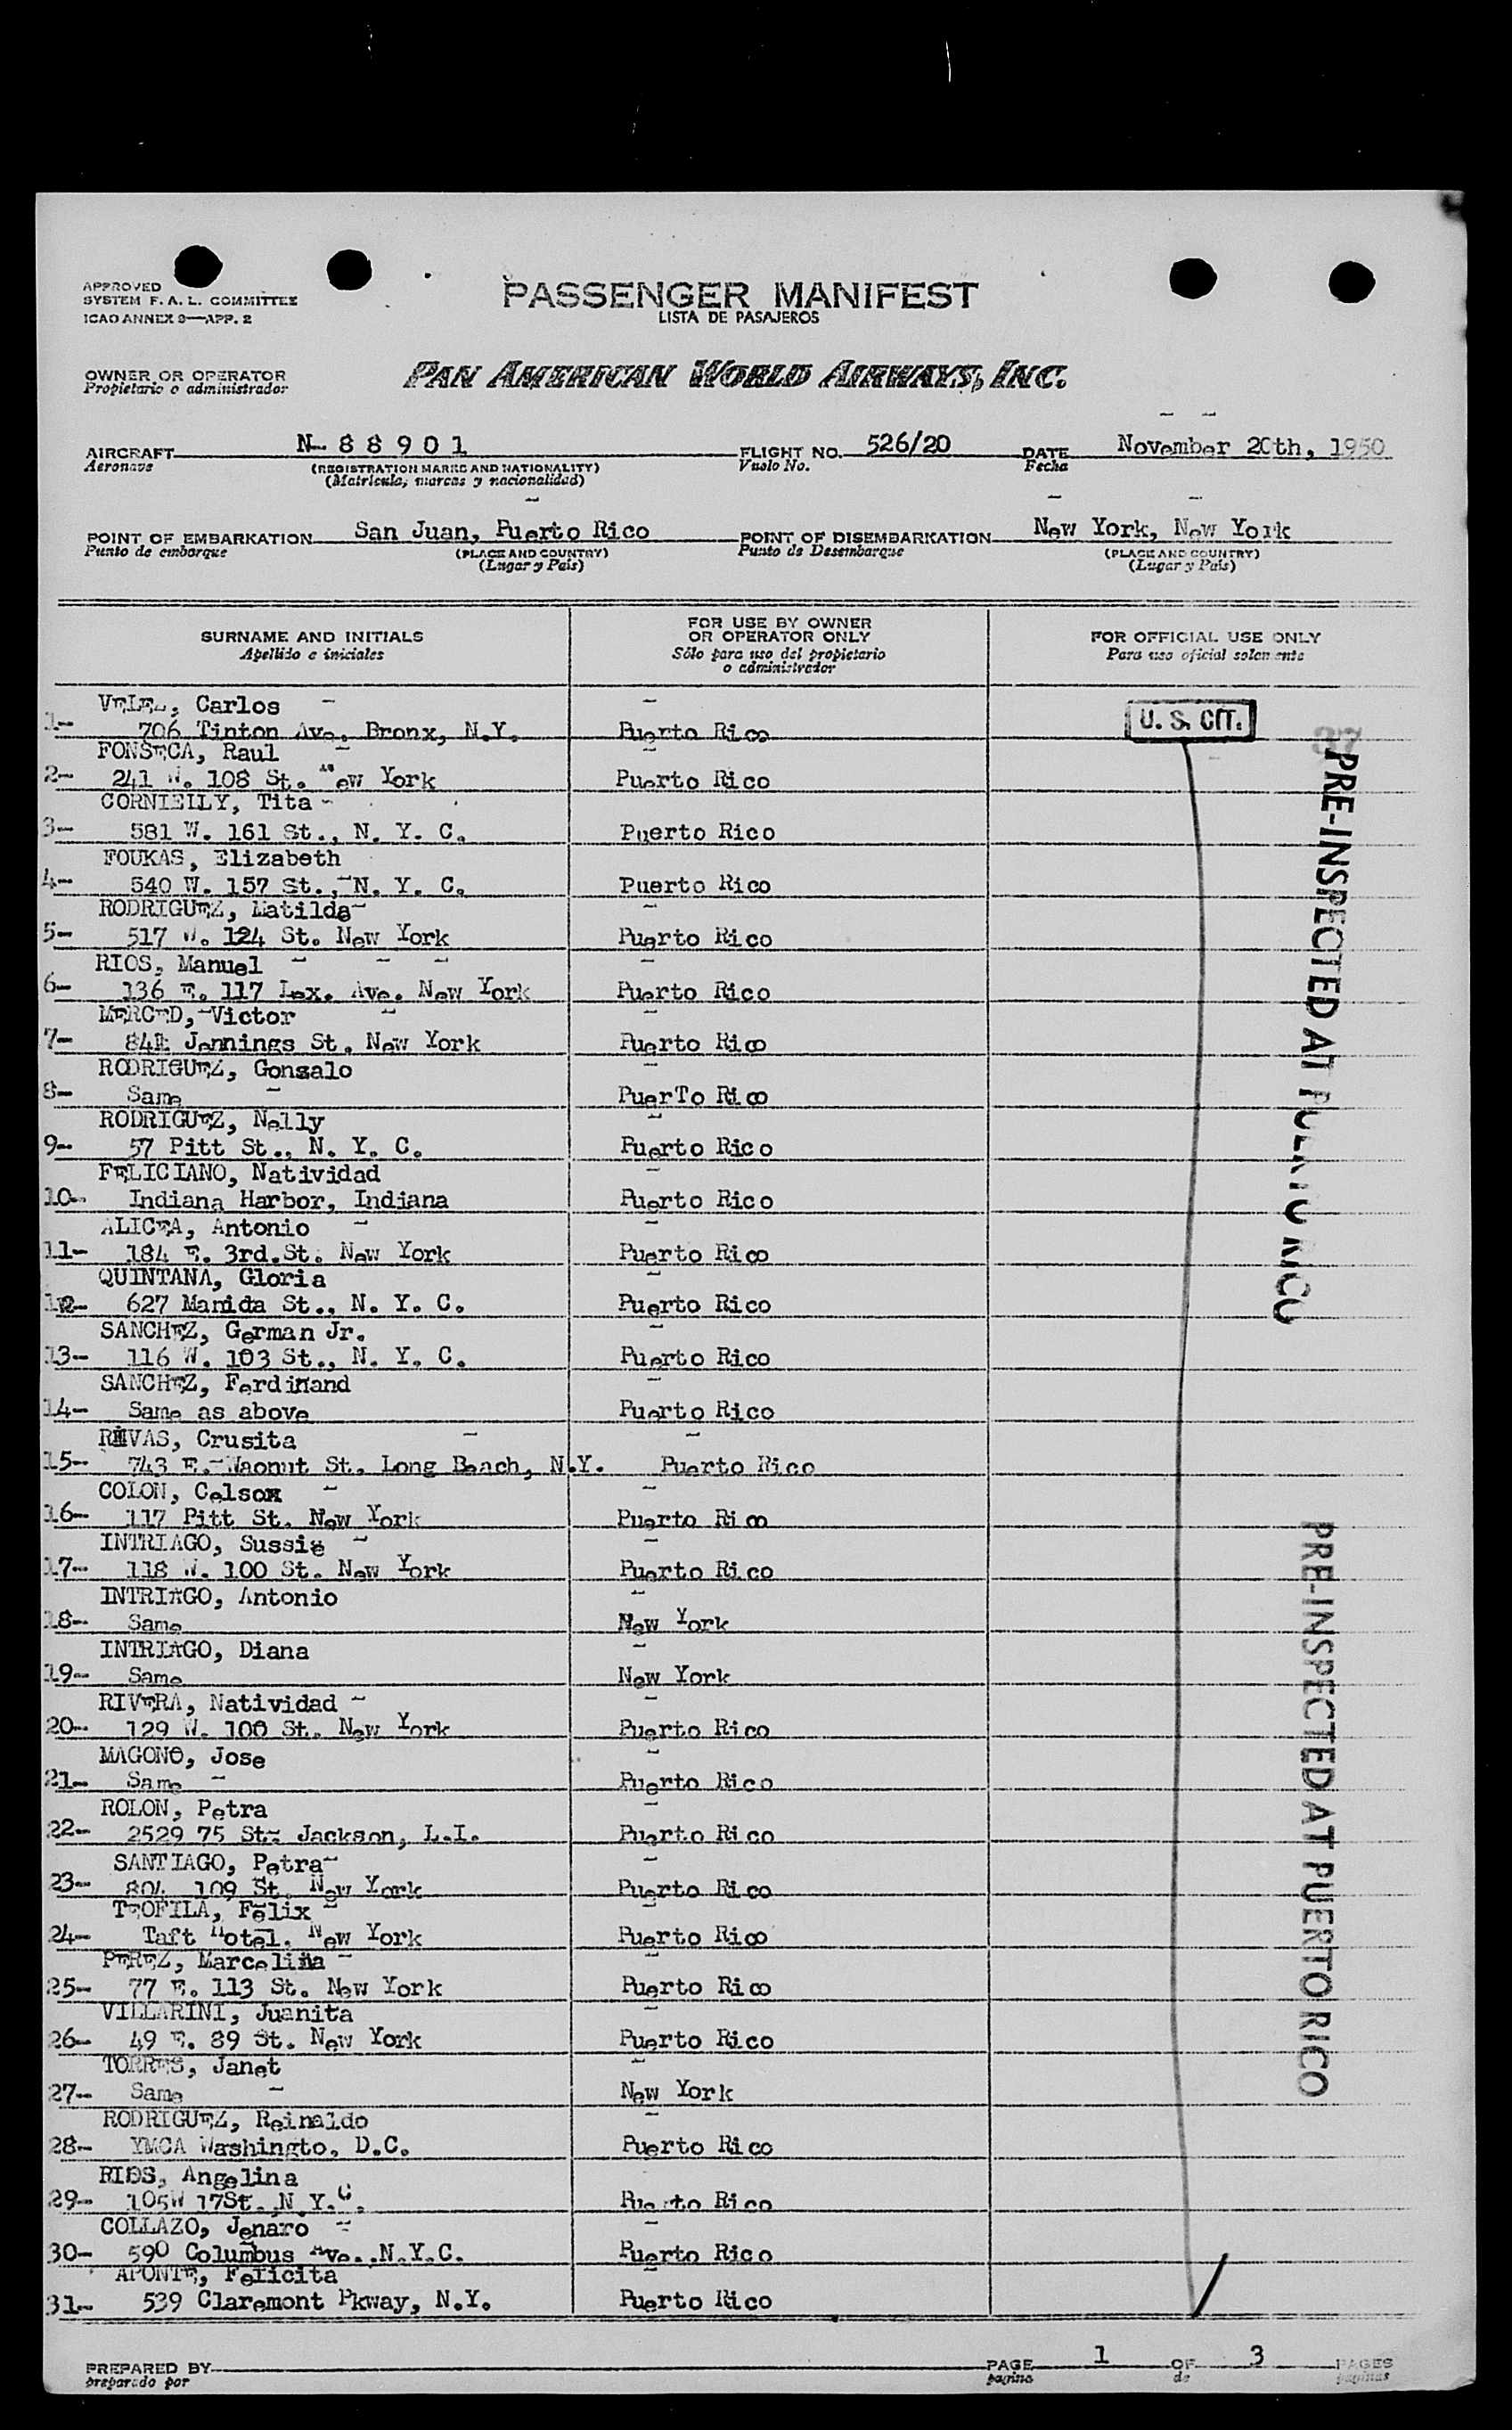 APPROVED
SYSTEM F. A. L. COMMITTEE
ICAO ANNEX 9—APP. 2
PASSENGER MANIFEST
LISTA DE PASAJEROS
OWNER OR OPERATOR
Propietario o administrador
PAN AMERICAN WORLD AIRWAYS, INC.
AIRCRAFT N- 8 8 9 0 1 FLIGHT NO. 526/20 DATE November 20th, 1950
Aeronave (REGISTRATION MARKS AND NATIONALITY) Vuelo No. Fecha
(Matricula, marcas y nacionalidad)
POINT OF EMBARKATION San Juan, Puerto Rico POINT OF DISEMBARKATION New York, New York
Punto de embarque (PLACE AND COUNTRY) Punto de Desembarque (PLACE AND COUNTRY)
(Lugar y País) (Lugar y País)
SURNAME AND INITIALS
Apellido e iniciales
FOR USE BY OWNER
OR OPERATOR ONLY
Sólo para uso del propietario
o administrador
FOR OFFICIAL USE ONLY
Para uso oficial solamente
VELEZ, Carlos
1- 706 Tinton Ave. Bronx, N.Y. Puerto Rico U. S. CIT.
FONSECA, Raul
2- 241 W. 108 St. New York Puerto Rico
CORNIEILY, Tita
3- 581 W. 161 St., N. Y. C. Puerto Rico
FOUKAS, Elizabeth
4- 540 W. 157 St., N. Y. C. Puerto Rico
RODRIGUEZ, Matilda
5- 517 W. 124 St. New York Puerto Rico
RIOS, Manuel
6- 136 E. 117 Lex. Ave. New York Puerto Rico
MERCED, Victor
7- Jennings St. New York Puerto Rico
RODRIGUEZ, Gonsalo
8- Same PuerTo Rico
RODRIGUEZ, Nelly
9- 57 Pitt St., N. Y. C. Puerto Rico
FELICIANO, Natividad
10- Indiana Harbor, Indiana Puerto Rico
ALICEA, Antonio
11- 184 E. 3rd.St. New York Puerto Rico
QUINTANA, Gloria
12- 627 Manida St., N. Y. C. Puerto Rico
SANCHEZ, German Jr.
13- 116 W. 103 St., N. Y. C. Puerto Rico
SANCHEZ, Ferdinand
14- Same as above Puerto Rico
RIVAS, Crusita
15- 743 E. Waonut St. Long Beach, N.Y. Puerto Rico
COLON, Celso
16- 117 Pitt St. New York Puerto Rico
INTRIAGO, Sussie
17- 118 W. 100 St. New York Puerto Rico
INTRIAGO, Antonio
18- Same New York
INTRIAGO, Diana
19- Same New York
RIVERA, Natividad
20- 129 W. 100 St. New York Puerto Rico
MAGONO, Jose
21- Same Puerto Rico
ROLON, Petra
22- 2529 75 St. Jackson, L.I. Puerto Rico
SANTIAGO, Petra
23- 804 109 St. New York Puerto Rico
TEOFILA, Felix
24- Taft Hotel. New York Puerto Rico
PEREZ, Marcelina
25- 77 E. 113 St. New York Puerto Rico
VILLARINI, Juanita
26- 49 E. 89 St. New York Puerto Rico
TORRES, Janet
27- Same New York
RODRIGUEZ, Reinaldo
28- YMCA Washingto, D.C. Puerto Rico
RIOS, Angelina
29- 105W 17St. N.Y.C. Puerto Rico
COLLAZO, Jenaro
30- 590 Columbus Ave. N.Y.C. Puerto Rico
APONTE, Felicita
31- 539 Claremont Pkway, N.Y. Puerto Rico
PRE-INSPECTED AT PUERTO RICO
PRE-INSPECTED AT PUERTO RICO
PREPARED BY PAGE 1 OF 3 PAGES
preparado por pagina de paginas